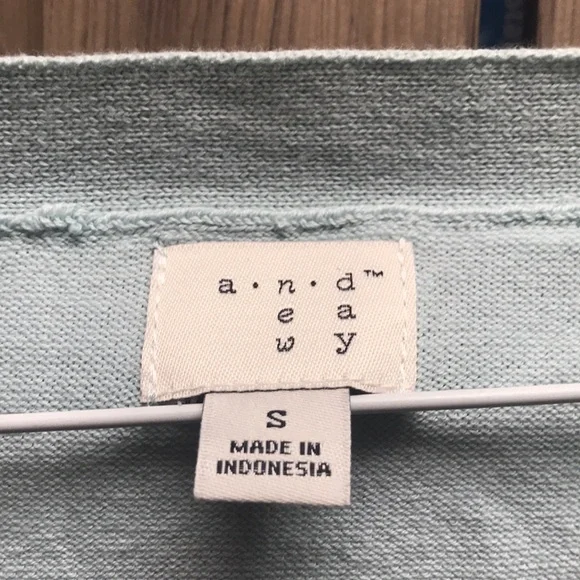 a • n • d™
e a
w y
S
MADE IN
INDONESIA